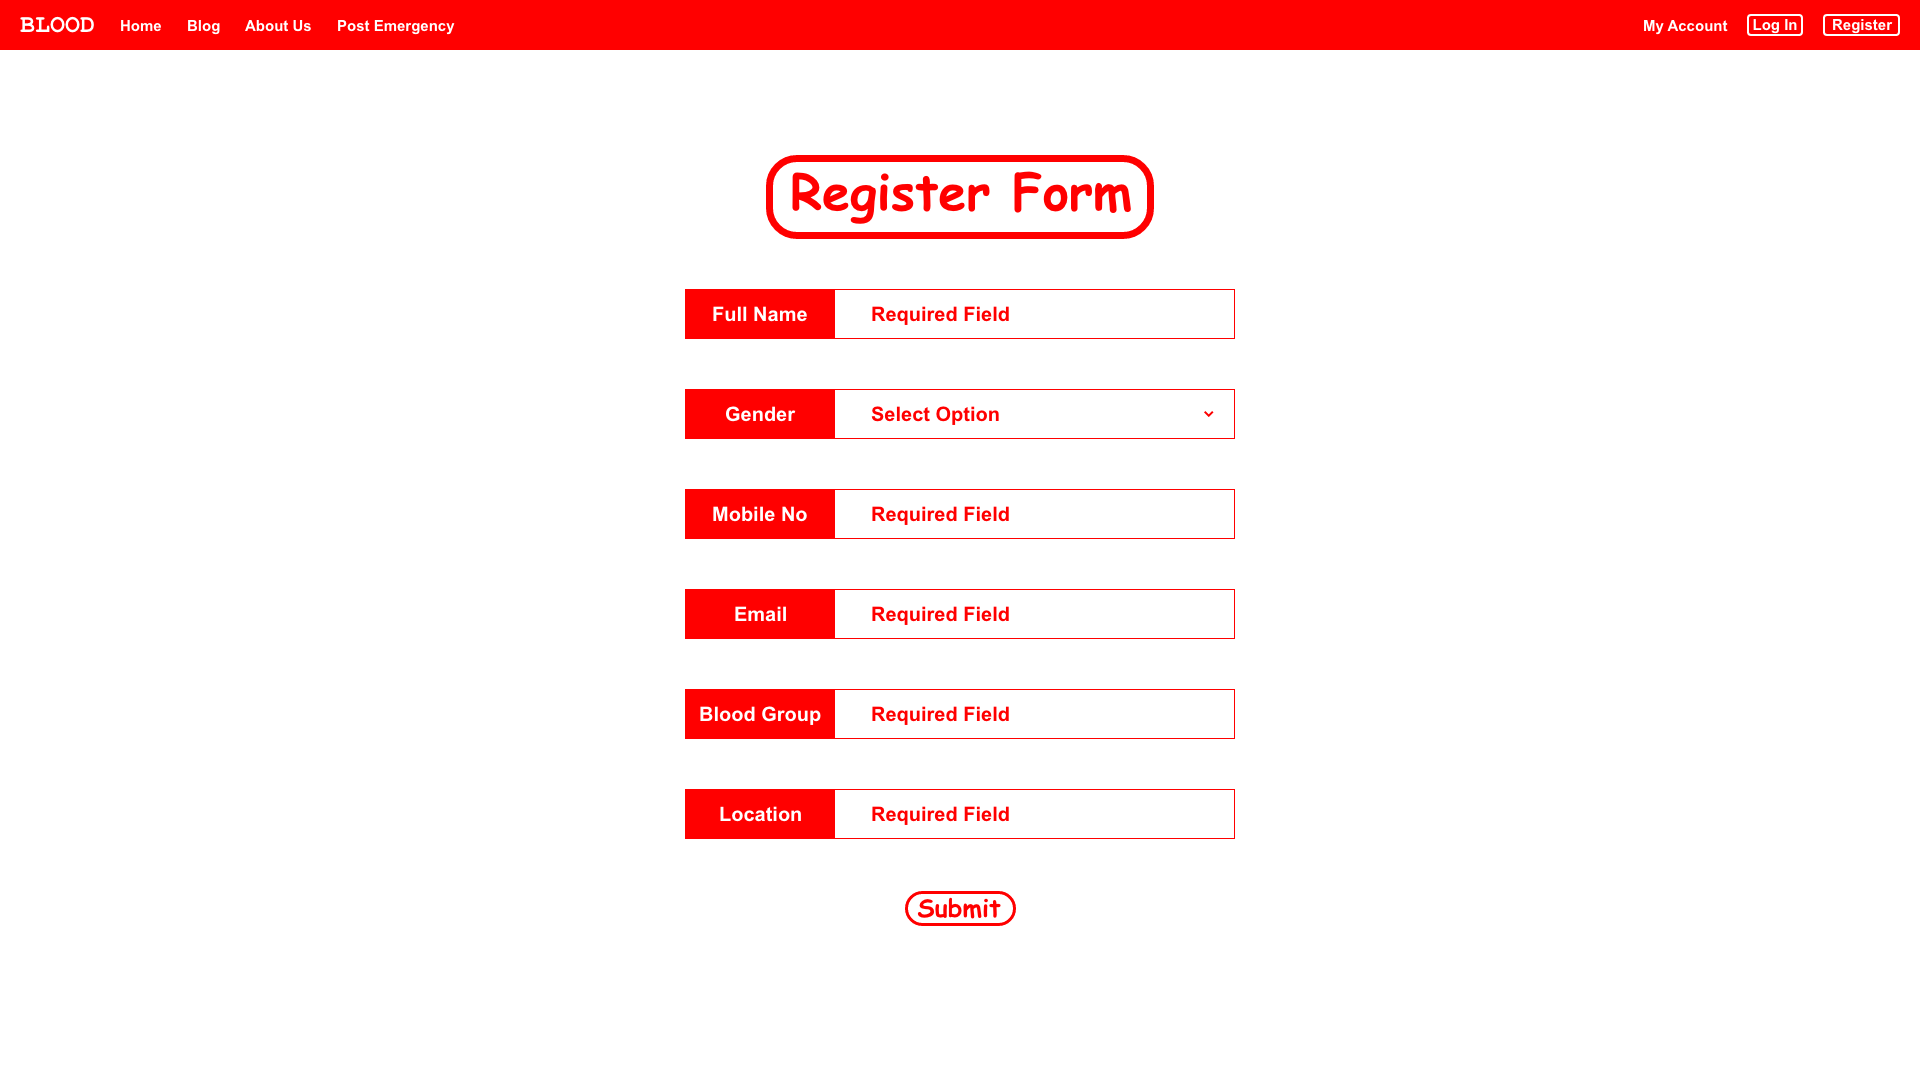 BLOOD Home Blog About Us Post Emergency My Account Log In Register
Register Form
Full Name Required Field
Gender Select Option
Mobile No Required Field
Email Required Field
Blood Group Required Field
Location Required Field
Submit